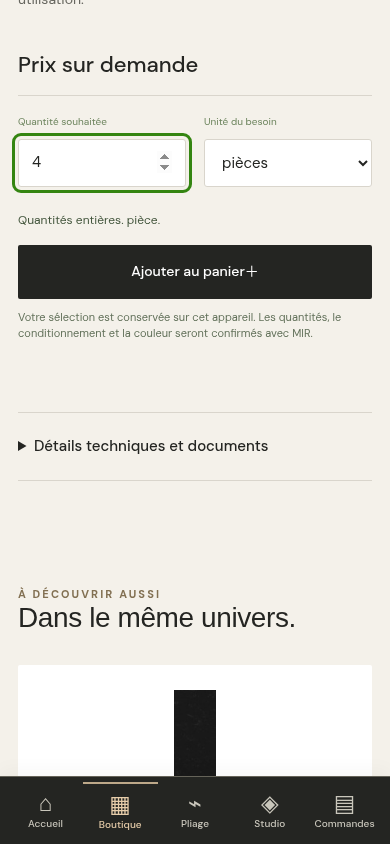 utilisation.
Prix sur demande
Quantité souhaitée
Unité du besoin
4
pièces
Quantités entières. pièce.
Ajouter au panier+
Votre sélection est conservée sur cet appareil. Les quantités, le
conditionnement et la couleur seront confirmés avec MIR.
Détails techniques et documents
À DÉCOUVRIR AUSSI
Dans le même univers.
Accueil
Boutique
Pliage
Studio
Commandes